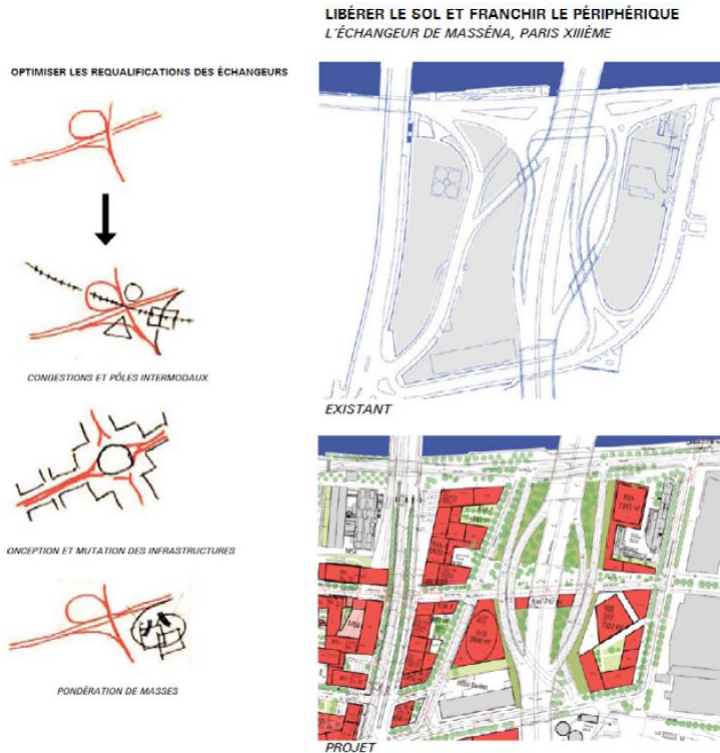 LIBÉRER LE SOL ET FRANCHIR LE PÉRIPHÉRIQUE
L'ÉCHANGEUR DE MASSÉNA, PARIS XIIIÈME
OPTIMISER LES REQUALIFICATIONS DES ÉCHANGEURS
CONGESTIONS ET PÔLES INTERMODAUX
ONCEPTION ET MUTATION DES INFRASTRUCTURES
PONDÉRATION DE MASSES
EXISTANT
PROJET